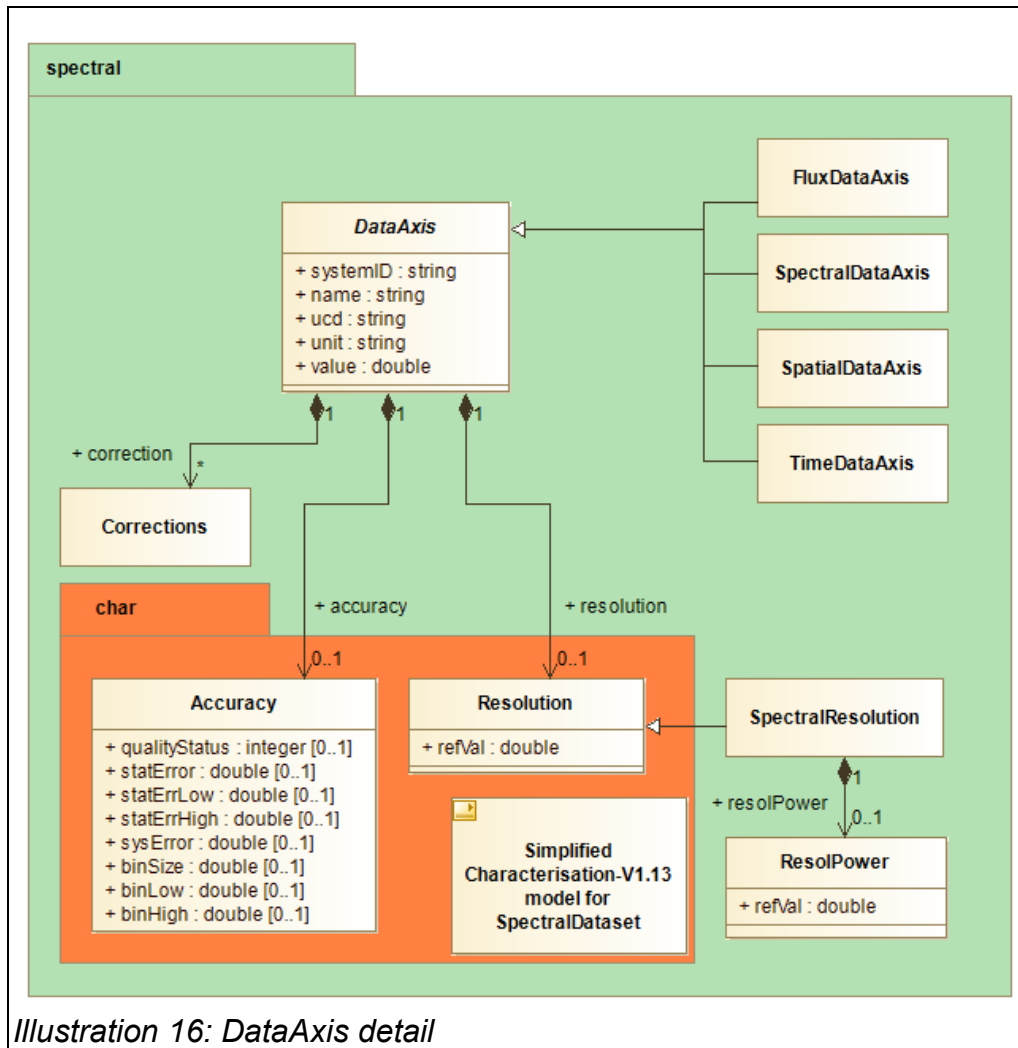 spectral
FluxDataAxis
DataAxis
+ systemID : string
+ name : string
+ ucd : string
+ unit : string
+ value : double
SpectralDataAxis
SpatialDataAxis
TimeDataAxis
1
1
1
+ correction
*
Corrections
char
+ accuracy
+ resolution
0..1
0..1
Accuracy
+ qualityStatus : integer [0..1]
+ statError : double [0..1]
+ statErrLow : double [0..1]
+ statErrHigh : double [0..1]
+ sysError : double [0..1]
+ binSize : double [0..1]
+ binLow : double [0..1]
+ binHigh : double [0..1]
Resolution
+ refVal : double
SpectralResolution
1
+ resolPower
0..1
Simplified
Characterisation-V1.13
model for
SpectralDataset
ResolPower
+ refVal : double
Illustration 16: DataAxis detail